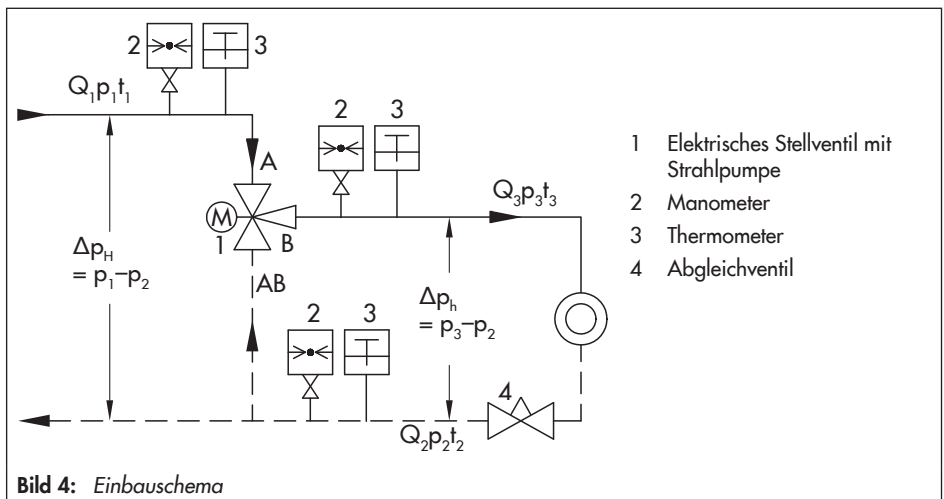 2 3
Q₁p₁t₁
2 3
A
Q₃p₃t₃
M
1 B
ΔpH
= p₁–p₂
AB
Δpₕ
= p₃–p₂
2 3
4
Q₂p₂t₂
1 Elektrisches Stellventil mit
Strahlpumpe
2 Manometer
3 Thermometer
4 Abgleichventil
Bild 4: Einbauschema